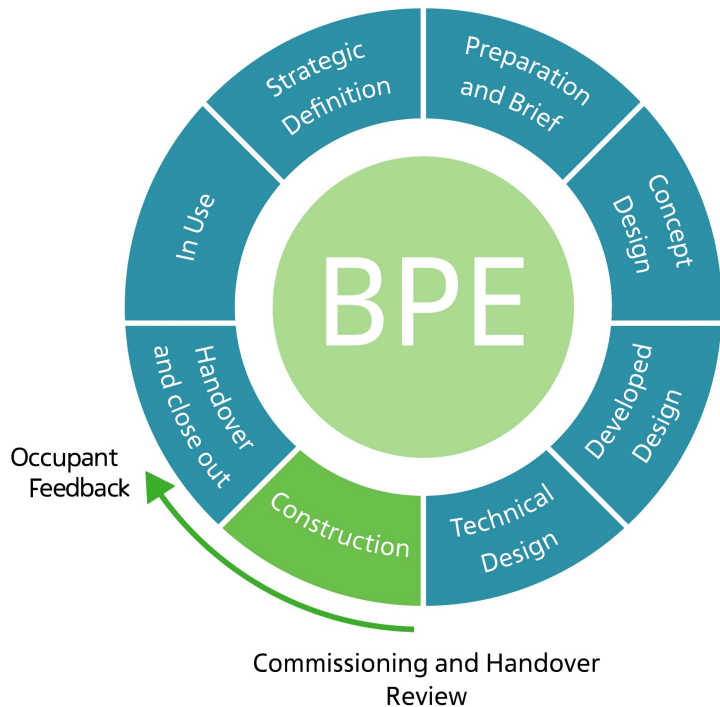 Strategic
Definition
Preparation
and Brief
Concept
Design
Developed
Design
Technical
Design
Construction
Handover
and close out
In Use
BPE
Occupant
Feedback
Commissioning and Handover
Review